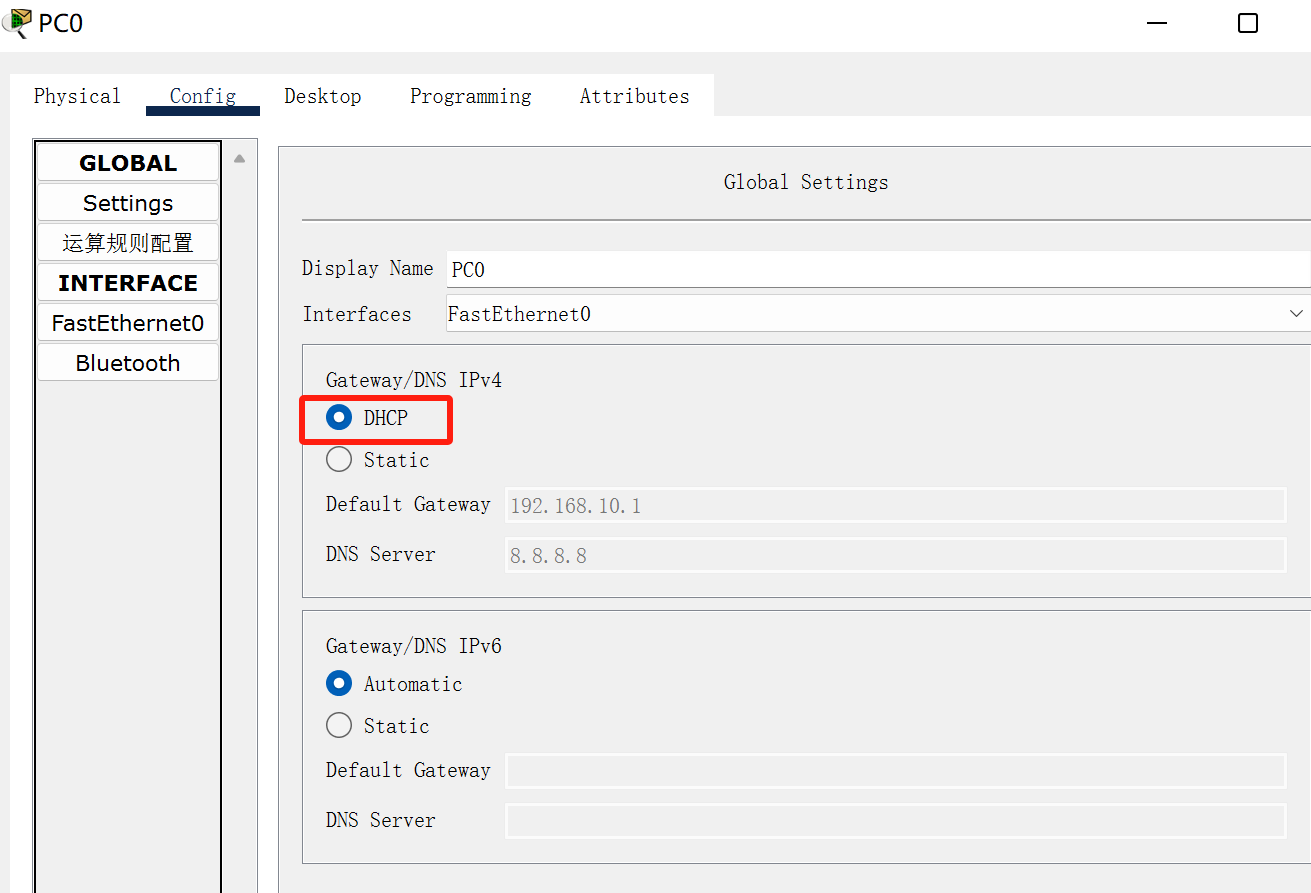 PC0
Physical Config Desktop Programming Attributes
GLOBAL
Settings
运算规则配置
INTERFACE
FastEthernet0
Bluetooth
Global Settings
Display Name PC0
Interfaces FastEthernet0
Gateway/DNS IPv4
DHCP
Static
Default Gateway 192.168.10.1
DNS Server 8.8.8.8
Gateway/DNS IPv6
Automatic
Static
Default Gateway
DNS Server